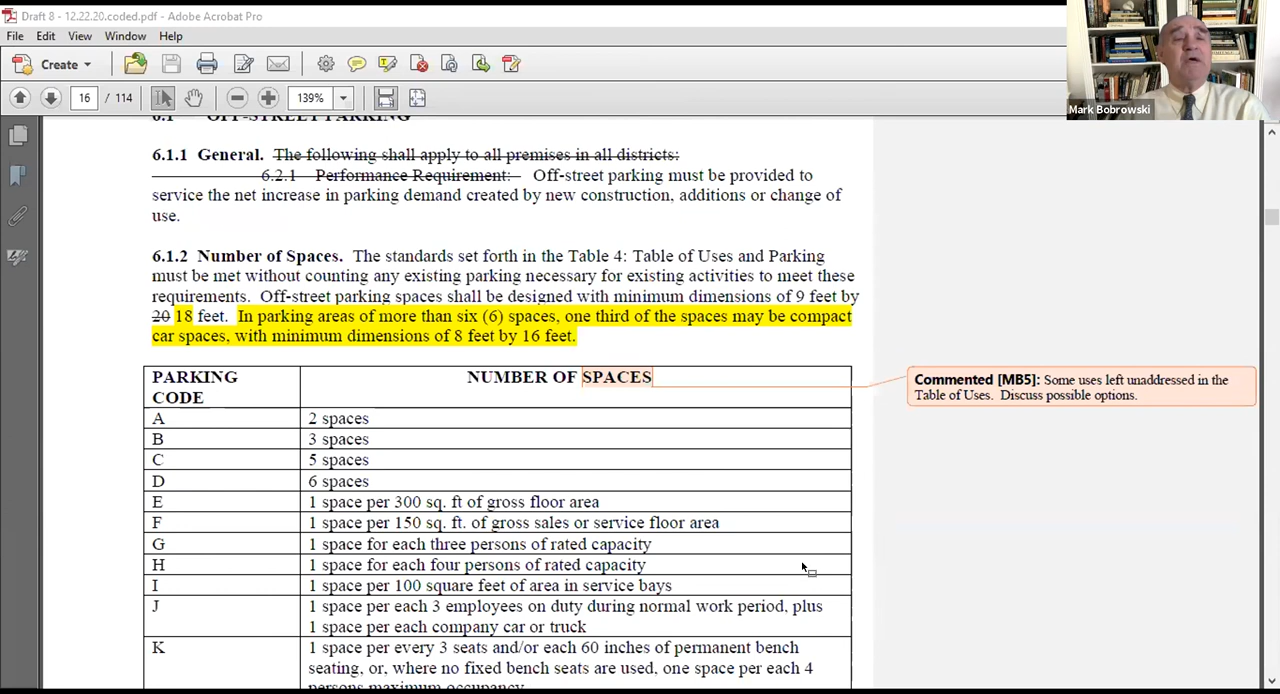 Draft 8 - 12.22.20.coded.pdf - Adobe Acrobat Pro
File Edit View Window Help
Create
16 / 114 139%
Mark Bobrowski
6.1 OFF-STREET PARKING
6.1.1 General. The following shall apply to all premises in all districts:
6.2.1 Performance Requirement: Off-street parking must be provided to
service the net increase in parking demand created by new construction, additions or change of
use.
6.1.2 Number of Spaces. The standards set forth in the Table 4: Table of Uses and Parking
must be met without counting any existing parking necessary for existing activities to meet these
requirements. Off-street parking spaces shall be designed with minimum dimensions of 9 feet by
20 18 feet. In parking areas of more than six (6) spaces, one third of the spaces may be compact
car spaces, with minimum dimensions of 8 feet by 16 feet.
PARKING NUMBER OF SPACES
CODE
Commented [MB5]: Some uses left unaddressed in the
Table of Uses. Discuss possible options.
A 2 spaces
B 3 spaces
C 5 spaces
D 6 spaces
E 1 space per 300 sq. ft of gross floor area
F 1 space per 150 sq. ft. of gross sales or service floor area
G 1 space for each three persons of rated capacity
H 1 space for each four persons of rated capacity
I 1 space per 100 square feet of area in service bays
J 1 space per each 3 employees on duty during normal work period, plus
1 space per each company car or truck
K 1 space per every 3 seats and/or each 60 inches of permanent bench
seating, or, where no fixed bench seats are used, one space per each 4
persons maximum occupancy